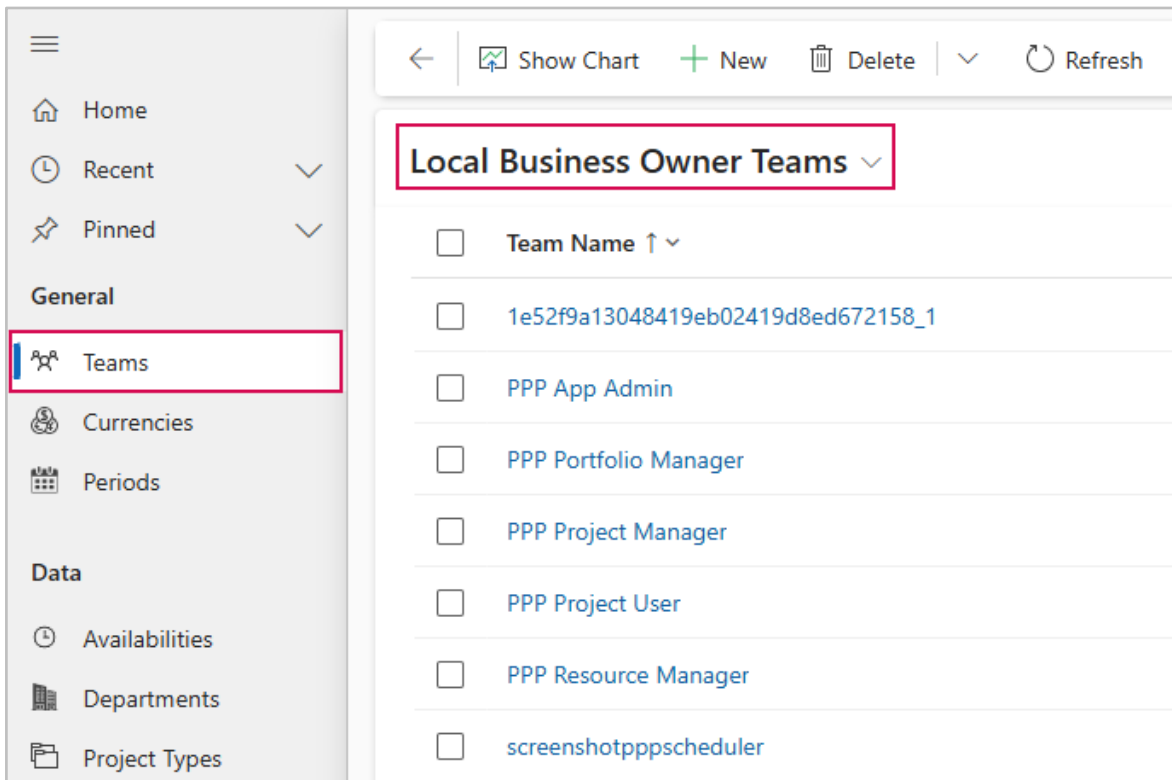 Home
Recent
Pinned
General
Teams
Currencies
Periods
Data
Availabilities
Departments
Project Types
Show Chart New Delete Refresh
Local Business Owner Teams
Team Name ↑
1e52f9a13048419eb02419d8ed672158_1
PPP App Admin
PPP Portfolio Manager
PPP Project Manager
PPP Project User
PPP Resource Manager
screenshotpppscheduler